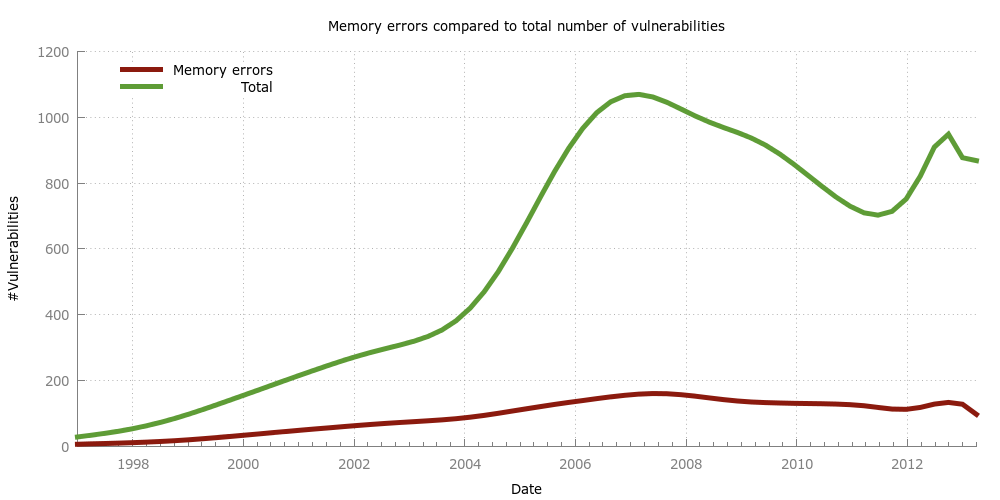 Memory errors compared to total number of vulnerabilities
1200
1000
800
600
400
200
0
#Vulnerabilities
Memory errors
Total
1998 2000 2002 2004 2006 2008 2010 2012
Date